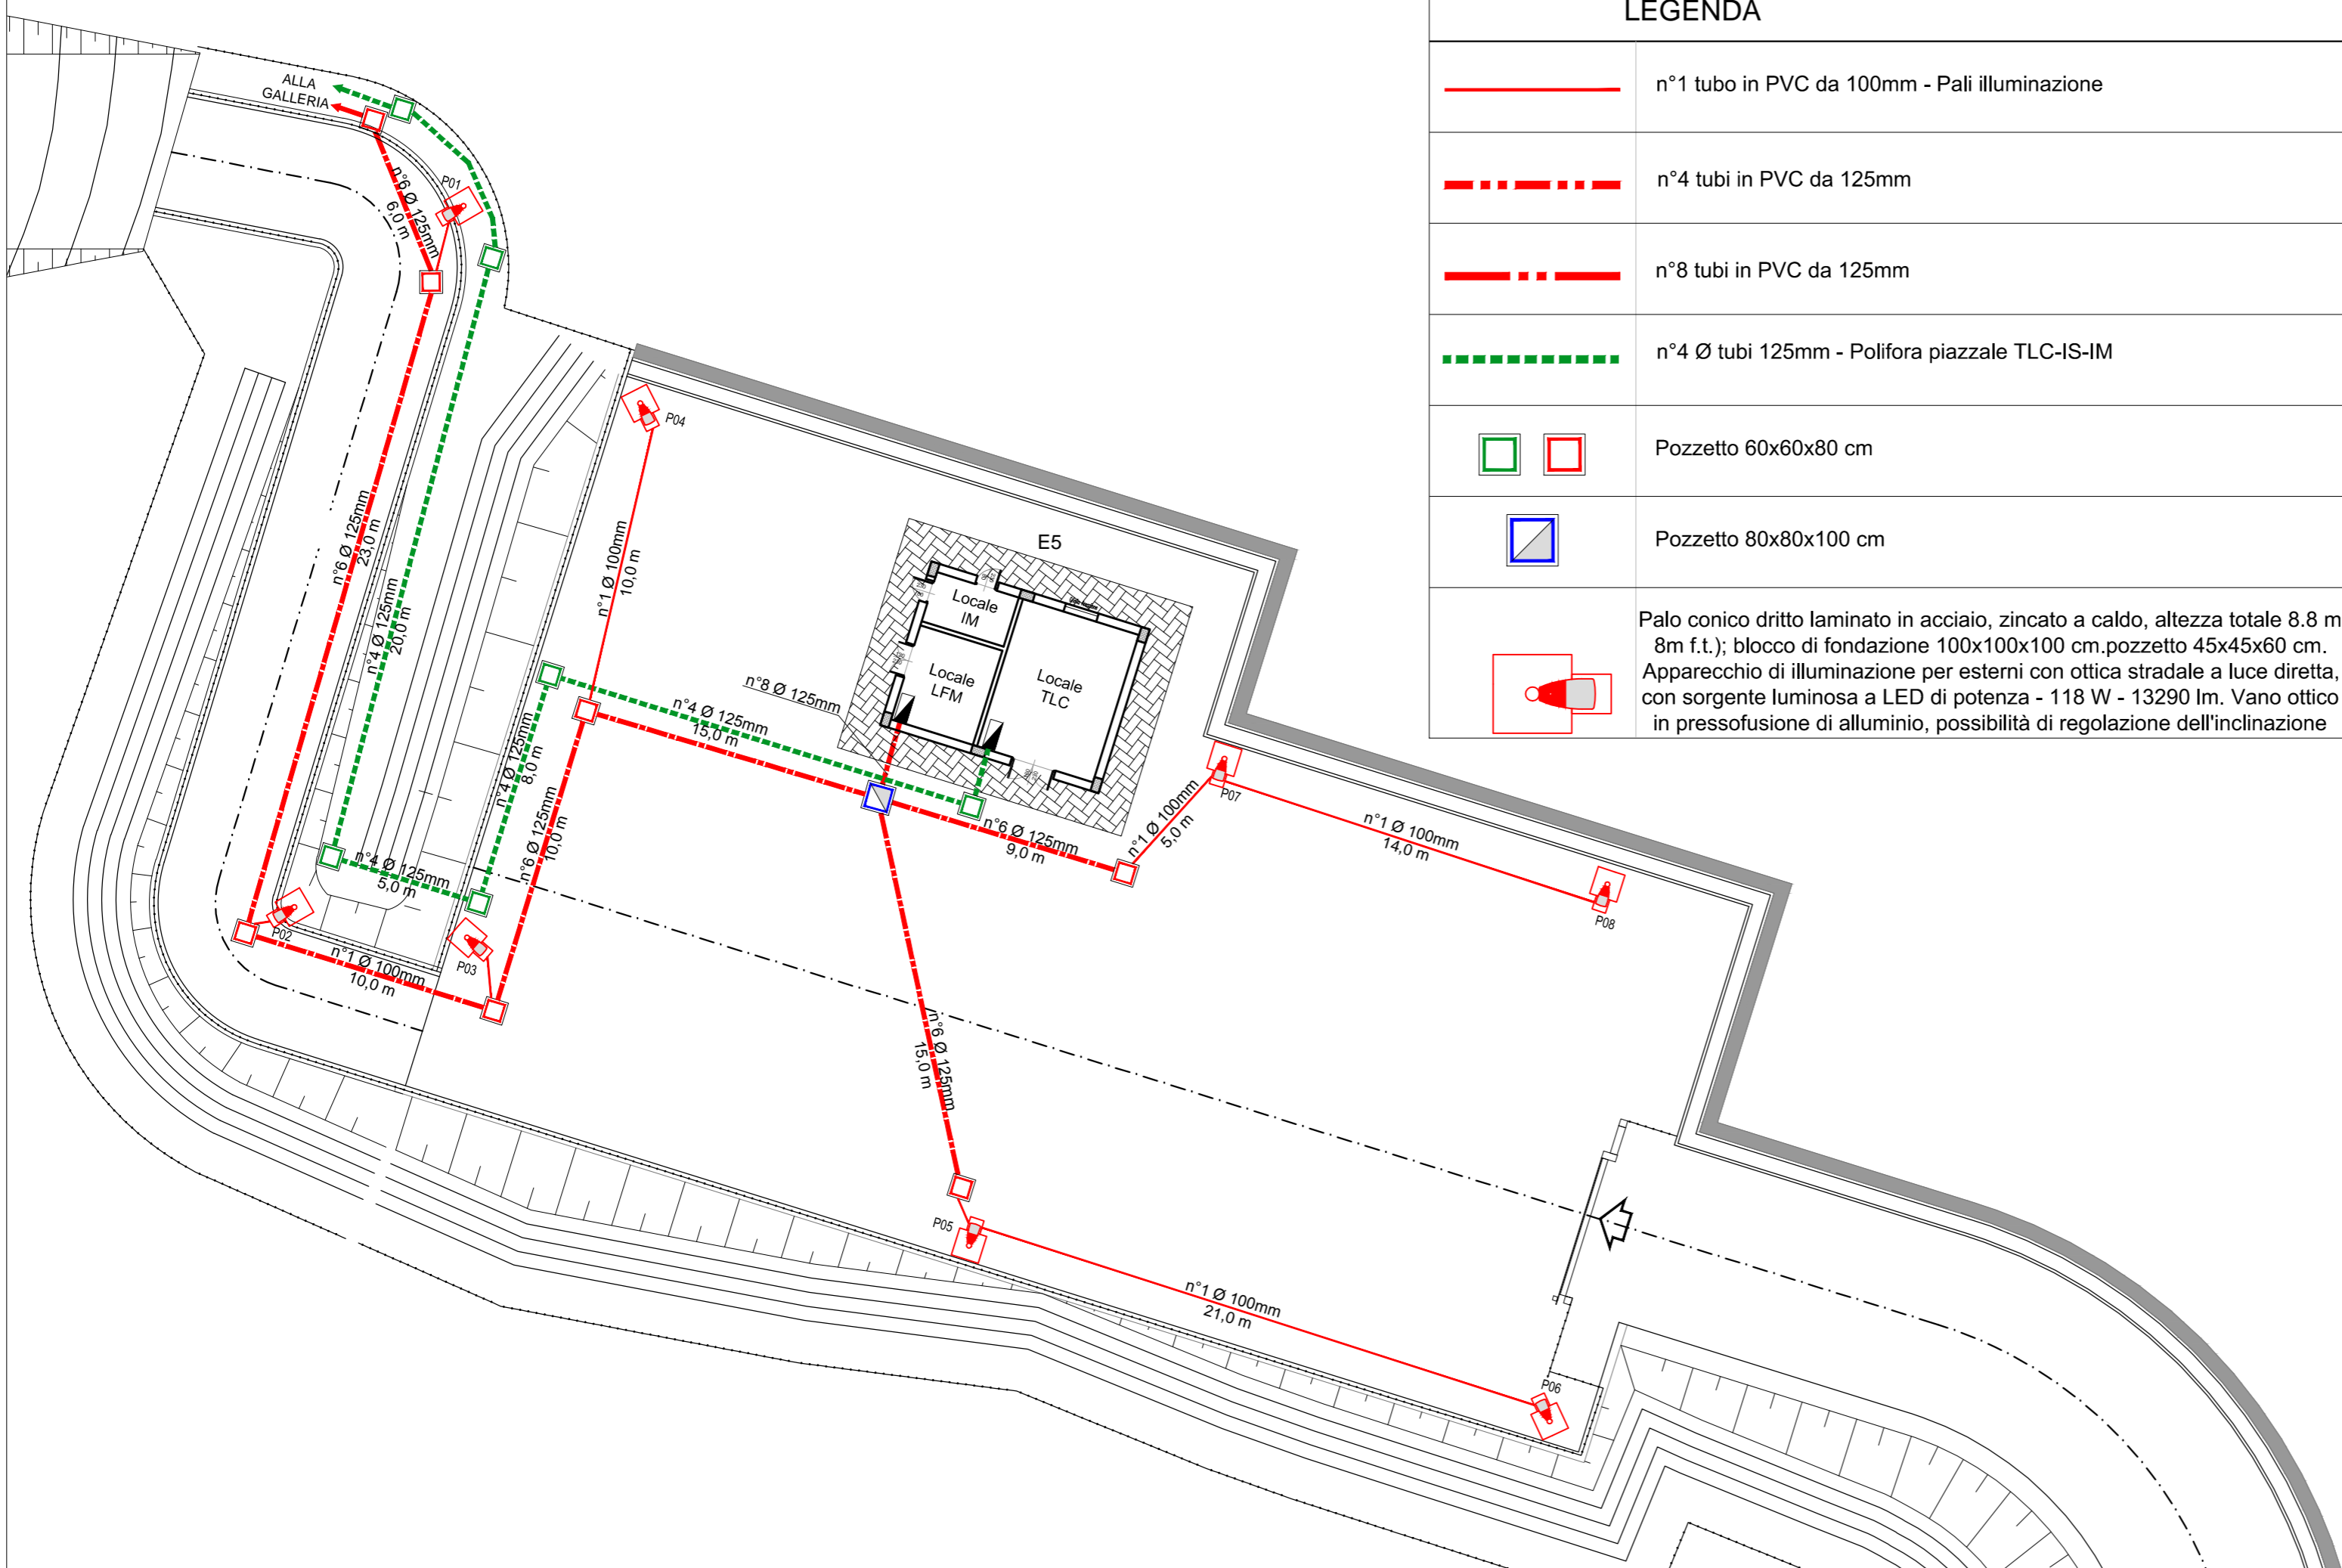 LEGENDA
n°1 tubo in PVC da 100mm - Pali illuminazione
n°4 tubi in PVC da 125mm
n°8 tubi in PVC da 125mm
n°4 Ø tubi 125mm - Polifora piazzale TLC-IS-IM
Pozzetto 60x60x80 cm
Pozzetto 80x80x100 cm
Palo conico dritto laminato in acciaio, zincato a caldo, altezza totale 8.8 m
8m f.t.); blocco di fondazione 100x100x100 cm.pozzetto 45x45x60 cm.
Apparecchio di illuminazione per esterni con ottica stradale a luce diretta,
con sorgente luminosa a LED di potenza - 118 W - 13290 lm. Vano ottico
in pressofusione di alluminio, possibilità di regolazione dell'inclinazione
ALLA
GALLERIA
n°6 Ø 125mm
6,0 m
P01
P04
n°6 Ø 125mm
23,0 m
n°4 Ø 125mm
20,0 m
n°1 Ø 100mm
10,0 m
E5
Locale
IM
Locale
LFM
Locale
TLC
n°8 Ø 125mm
n°4 Ø 125mm
15,0 m
n°4 Ø 125mm
8,0 m
n°6 Ø 125mm
10,0 m
n°4 Ø 125mm
5,0 m
n°6 Ø 125mm
9,0 m
n°1 Ø 100mm
5,0 m
P07
n°1 Ø 100mm
14,0 m
P08
P02
P03
n°1 Ø 100mm
10,0 m
n°6 Ø 125mm
15,0 m
P05
n°1 Ø 100mm
21,0 m
P06